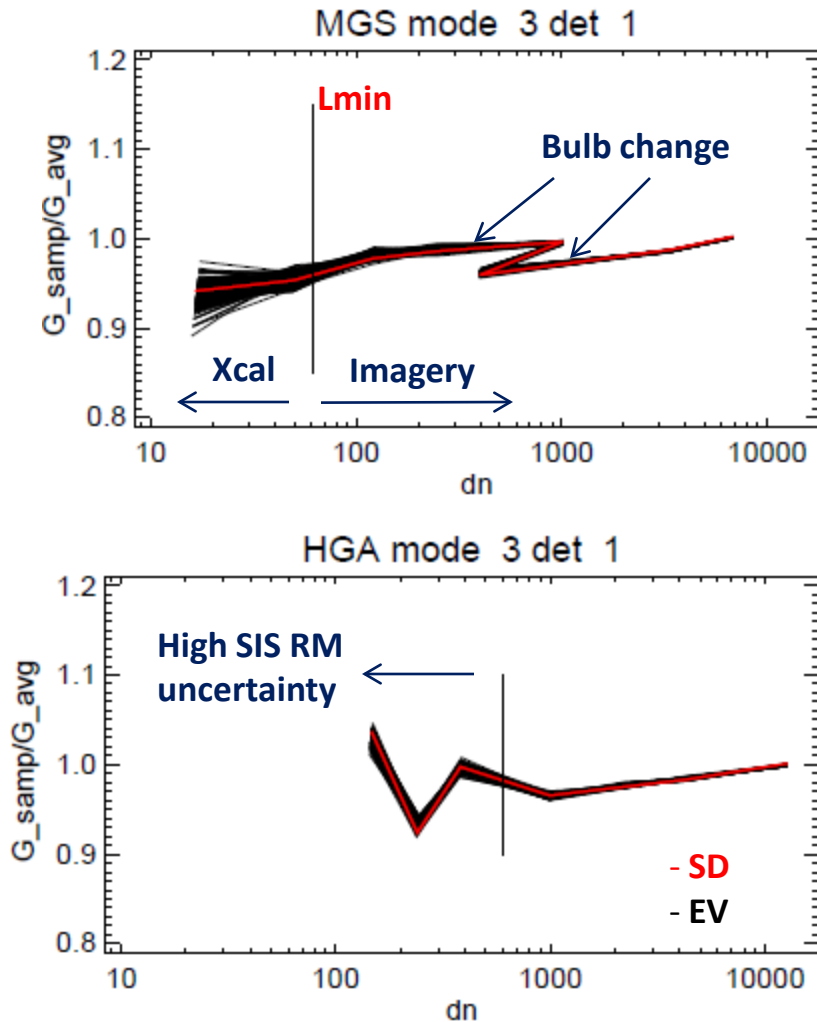 MGS mode 3 det 1
1.2
Lmin
Bulb change
1.1
1.0
0.9
0.8
G_samp/G_avg
Xcal
Imagery
10
100
1000
10000
dn
HGA mode 3 det 1
1.2
High SIS RM
uncertainty
1.1
1.0
0.9
0.8
G_samp/G_avg
- SD
- EV
10
100
1000
10000
dn